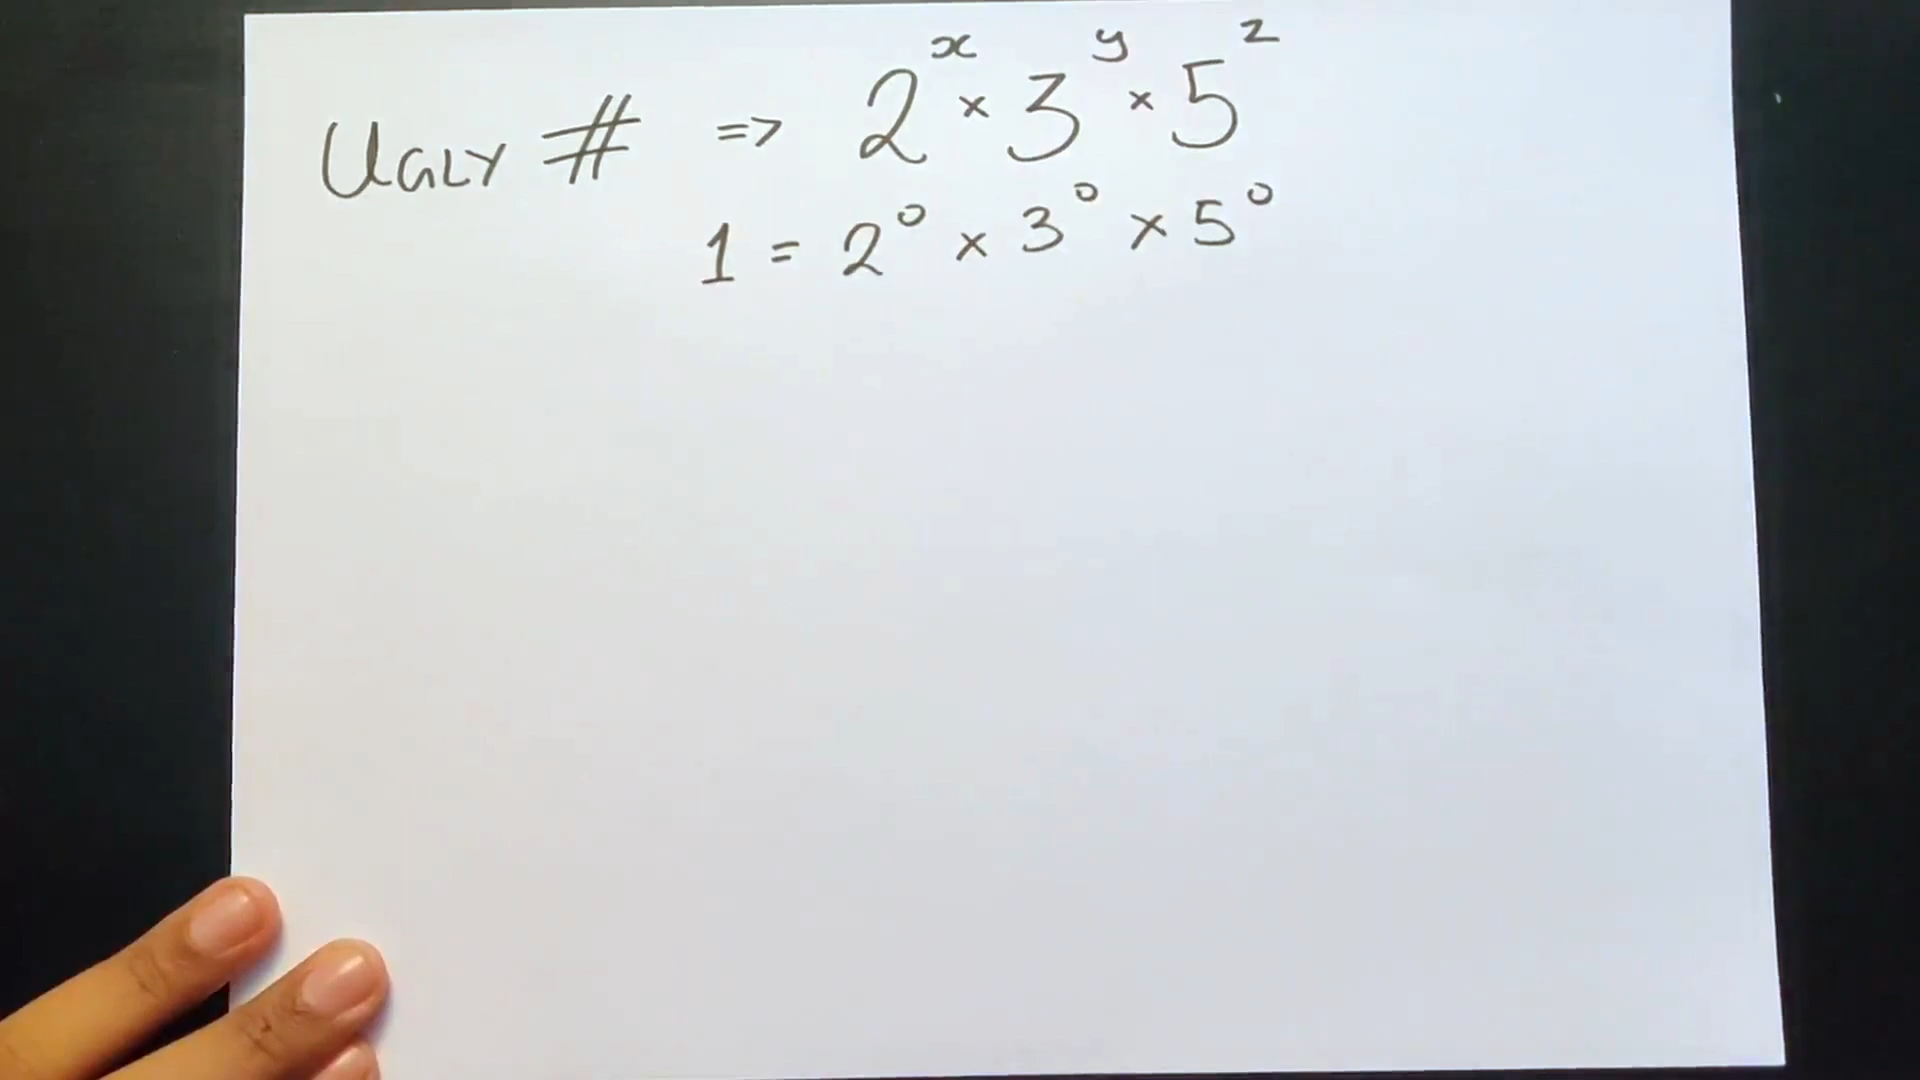 UGLY # => 2^x × 3^y × 5^z
1 = 2^0 × 3^0 × 5^0